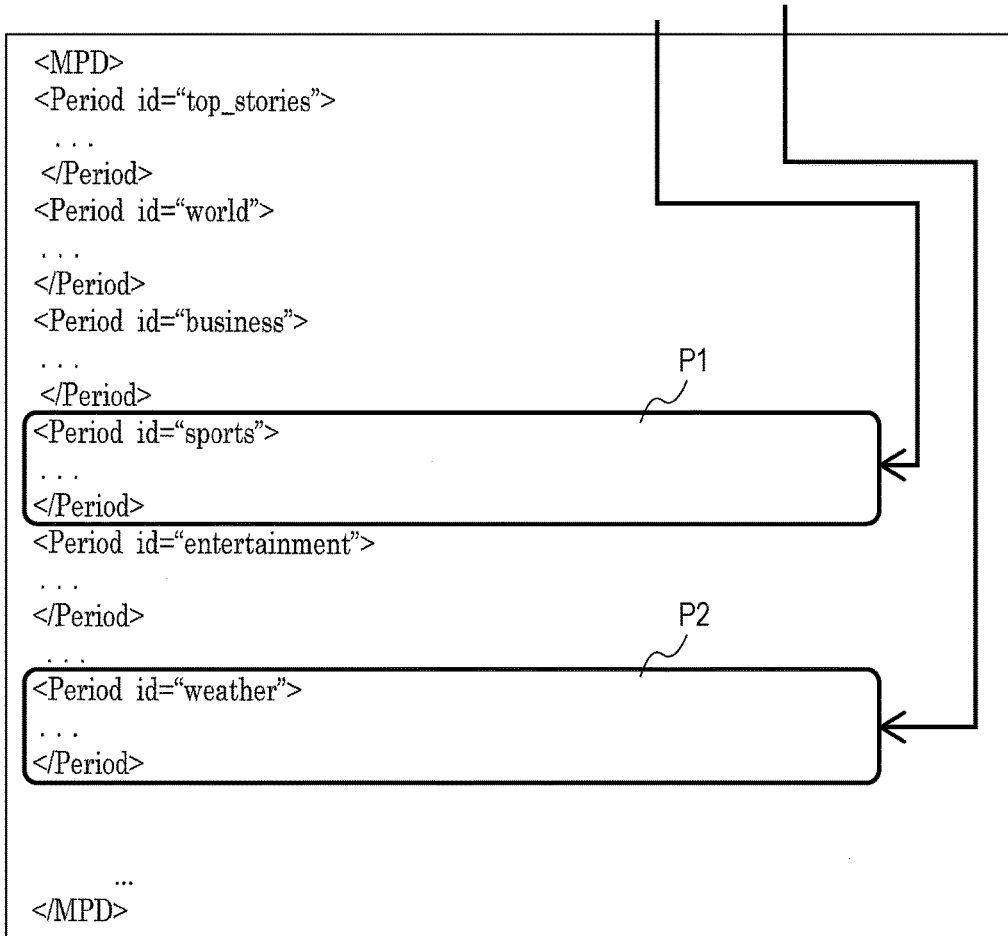 <MPD>
<Period id=“top_stories”>
. . .
</Period>
<Period id=“world”>
. . .
</Period>
<Period id=“business”>
. . .
</Period>
P1
<Period id=“sports”>
. . .
</Period>
<Period id=“entertainment”>
. . .
</Period>
. . .
P2
<Period id=“weather”>
. . .
</Period>
...
</MPD>